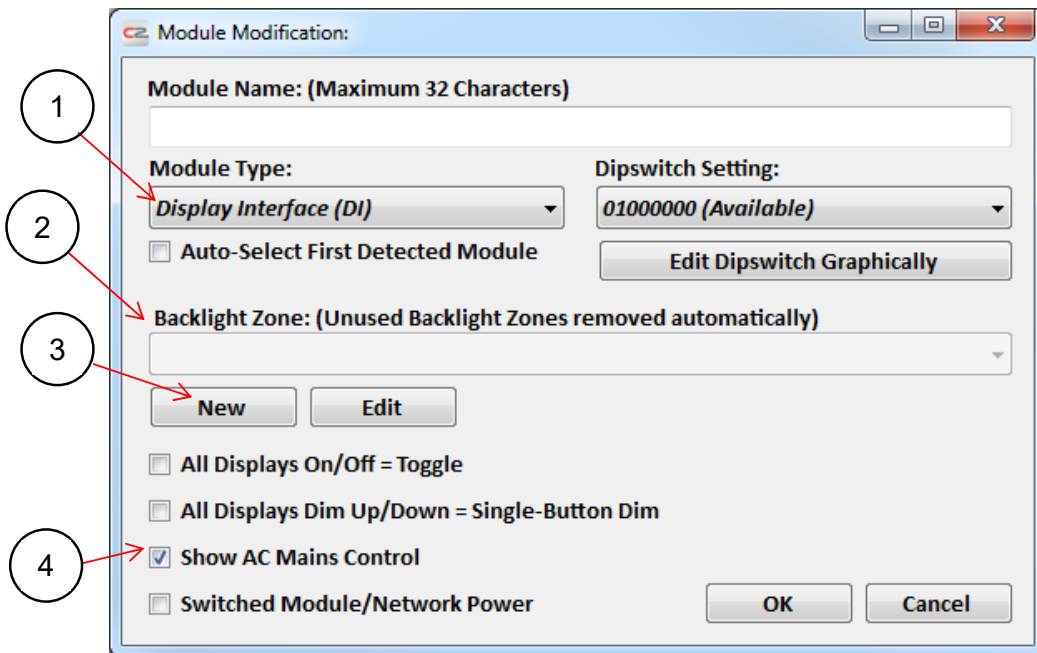 CZ Module Modification:
1
Module Name: (Maximum 32 Characters)
Module Type:
Dipswitch Setting:
2
Display Interface (DI)
01000000 (Available)
Auto-Select First Detected Module
Edit Dipswitch Graphically
Backlight Zone: (Unused Backlight Zones removed automatically)
3
New
Edit
All Displays On/Off = Toggle
All Displays Dim Up/Down = Single-Button Dim
4
Show AC Mains Control
Switched Module/Network Power
OK
Cancel